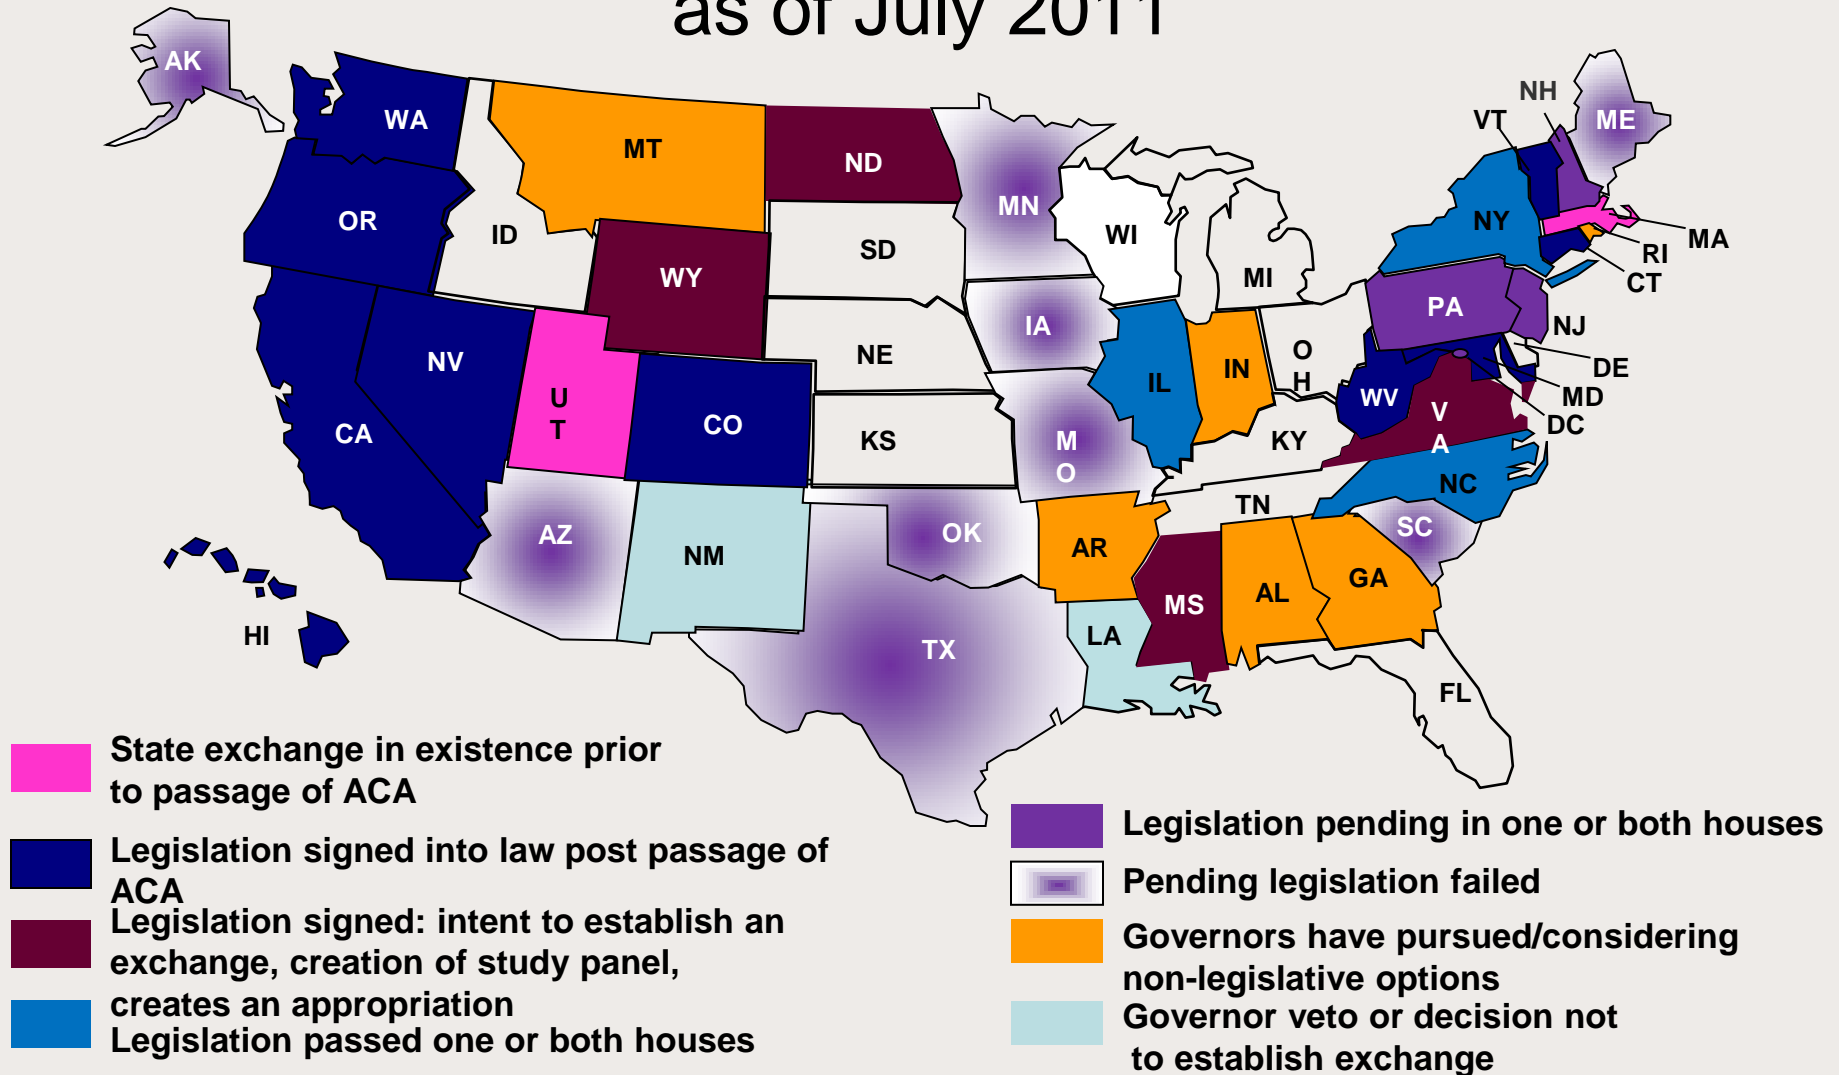 as of July 2011
AK
WA
OR
CA
NV
ID
MT
WY
U
T
CO
AZ
NM
HI
ND
SD
NE
KS
OK
TX
MN
IA
M
O
AR
LA
WI
IL
MI
IN
O
H
KY
TN
MS
AL
GA
FL
SC
NC
V
A
WV
PA
NY
VT
NH
ME
MA
RI
CT
NJ
DE
MD
DC
State exchange in existence prior
to passage of ACA
Legislation signed into law post passage of
ACA
Legislation signed: intent to establish an
exchange, creation of study panel,
creates an appropriation
Legislation passed one or both houses
Legislation pending in one or both houses
Pending legislation failed
Governors have pursued/considering
non-legislative options
Governor veto or decision not
to establish exchange